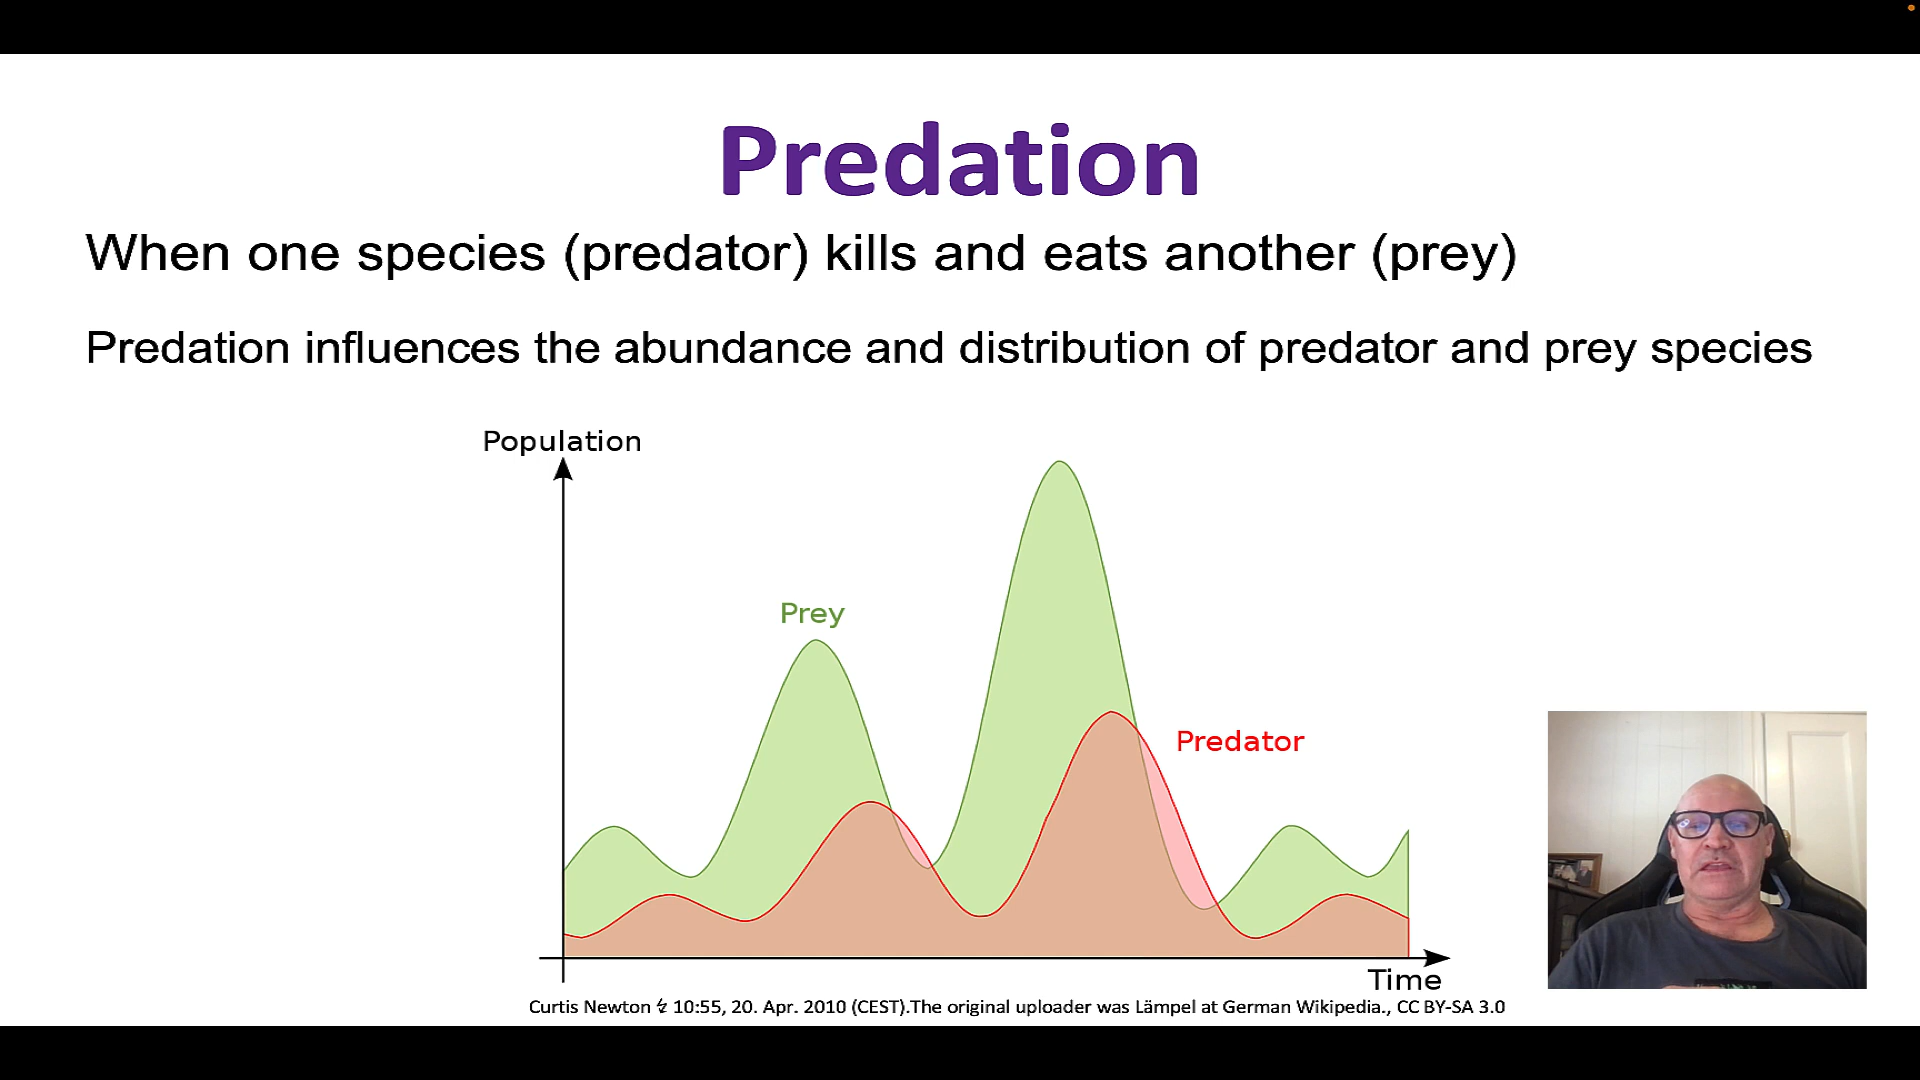 Predation
When one species (predator) kills and eats another (prey)
Predation influences the abundance and distribution of predator and prey species
Population
Prey
Predator
Time
Curtis Newton ↯ 10:55, 20. Apr. 2010 (CEST).The original uploader was Lämpel at German Wikipedia., CC BY-SA 3.0